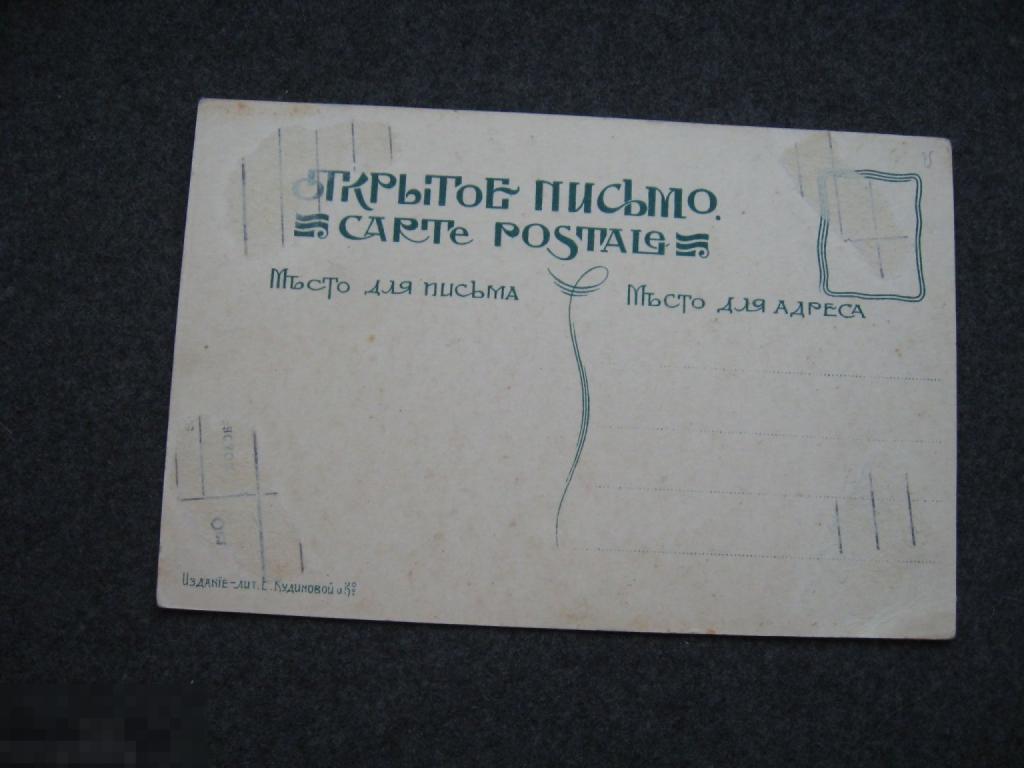 ОТКРЫТОЕ ПИСЬМО.
CARTE POSTALE
Мѣсто для письма
Мѣсто для адреса
Изданіе-лит. Е. Кудиновой и Ко